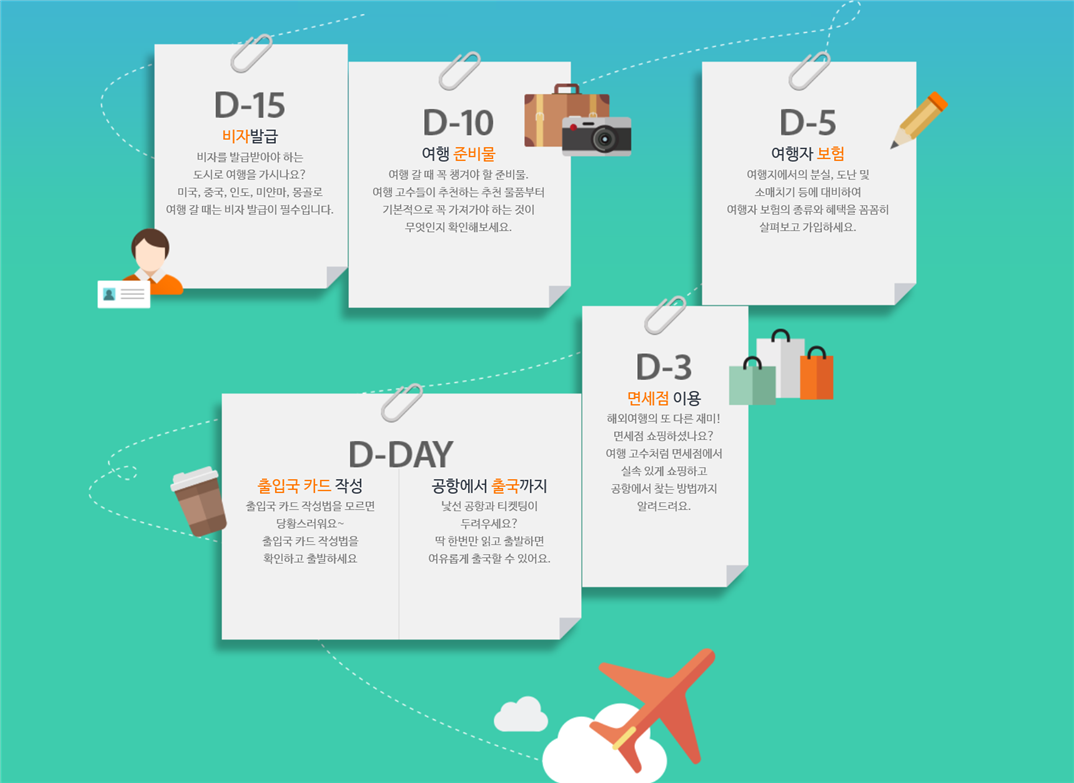 D-15
비자발급
비자를 발급받아야 하는
도시로 여행을 가시나요?
미국, 중국, 인도, 미얀마, 몽골로
여행 갈 때는 비자 발급이 필수입니다.
D-10
여행 준비물
여행 갈 때 꼭 챙겨야 할 준비물.
여행 고수들이 추천하는 추천 물품부터
기본적으로 꼭 가져가야 하는 것이
무엇인지 확인해보세요.
D-5
여행자 보험
여행지에서의 분실, 도난 및
소매치기 등에 대비하여
여행자 보험의 종류와 혜택을 꼼꼼히
살펴보고 가입하세요.
D-3
면세점 이용
해외여행의 또 다른 재미!
면세점 쇼핑하셨나요?
여행 고수처럼 면세점에서
실속 있게 쇼핑하고
공항에서 찾는 방법까지
알려드려요.
D-DAY
출입국 카드 작성
출입국 카드 작성법을 모르면
당황스러워요~
출입국 카드 작성법을
확인하고 출발하세요
공항에서 출국까지
낯선 공항과 티켓팅이
두려우세요?
딱 한번만 읽고 출발하면
여유롭게 출국할 수 있어요.